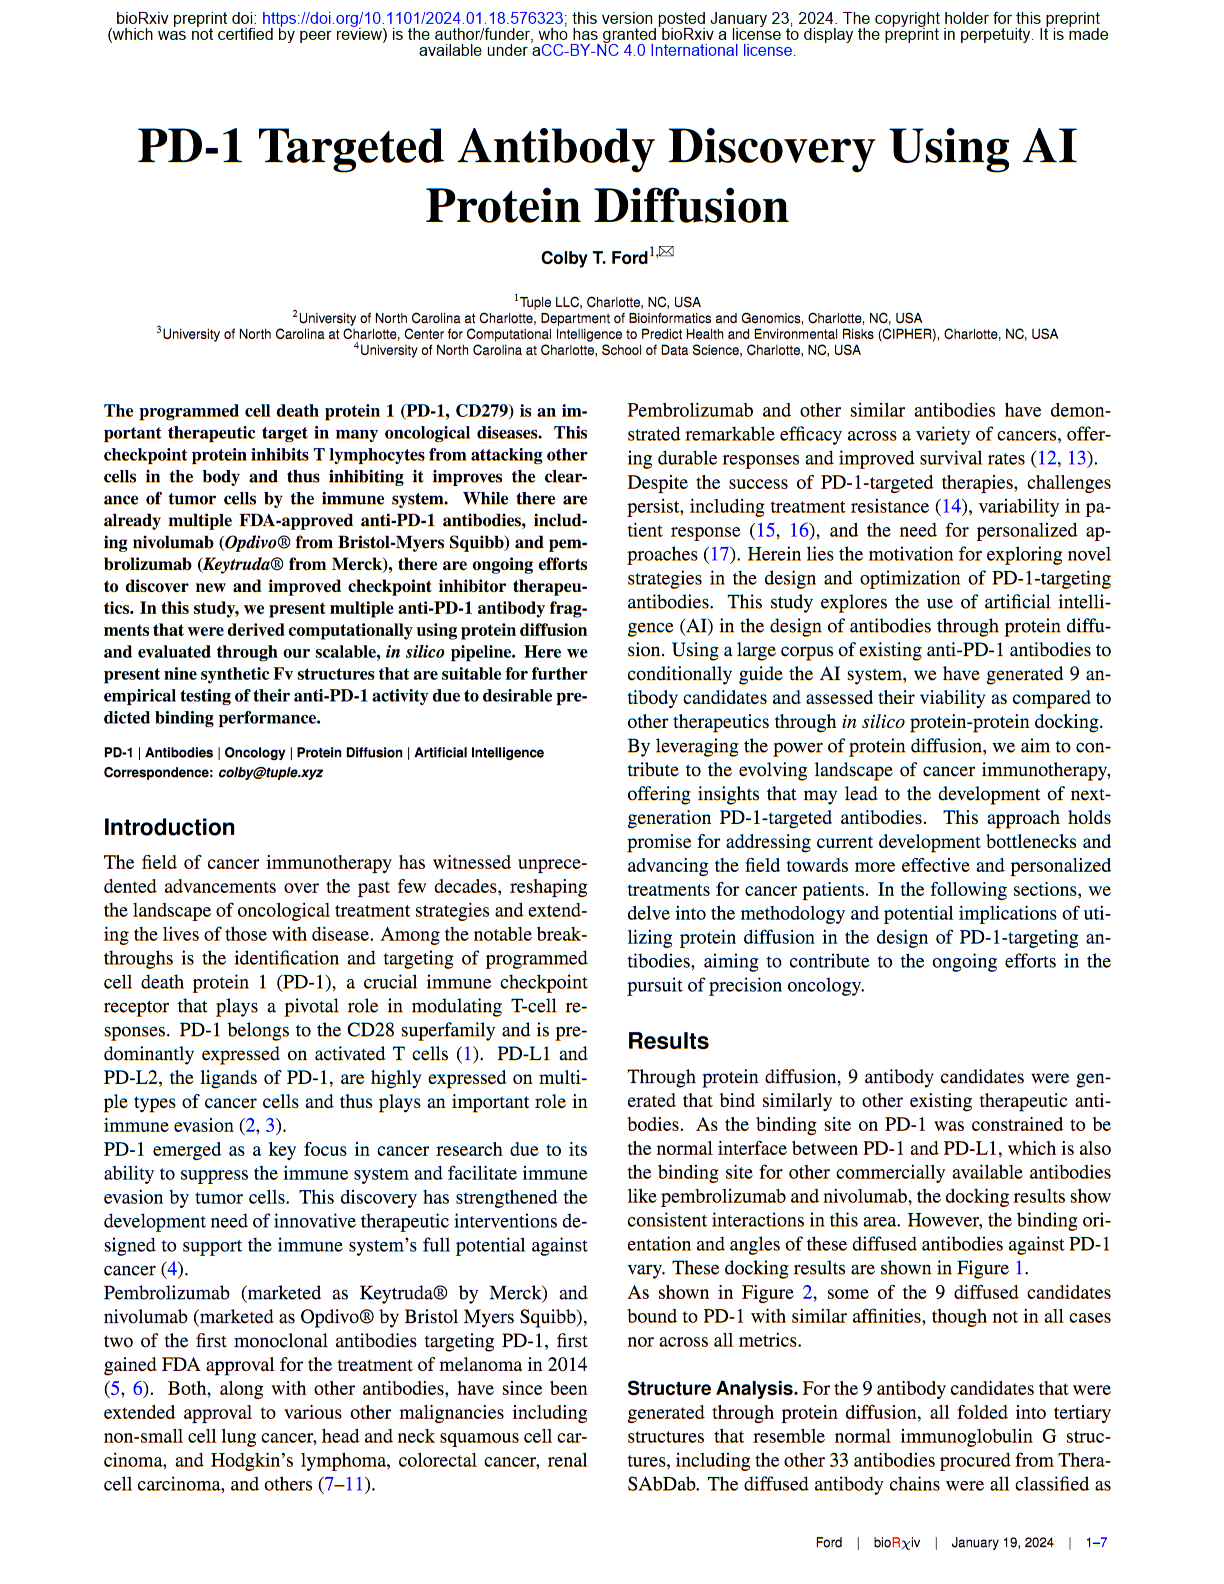 bioRxiv preprint doi: https://doi.org/10.1101/2024.01.18.576323; this version posted January 23, 2024. The copyright holder for this preprint
(which was not certified by peer review) is the author/funder, who has granted bioRxiv a license to display the preprint in perpetuity. It is made
available under aCC-BY-NC 4.0 International license.
PD-1 Targeted Antibody Discovery Using AI
Protein Diffusion
Colby T. Ford1,✉
1Tuple LLC, Charlotte, NC, USA
2University of North Carolina at Charlotte, Department of Bioinformatics and Genomics, Charlotte, NC, USA
3University of North Carolina at Charlotte, Center for Computational Intelligence to Predict Health and Environmental Risks (CIPHER), Charlotte, NC, USA
4University of North Carolina at Charlotte, School of Data Science, Charlotte, NC, USA
The programmed cell death protein 1 (PD-1, CD279) is an im-
portant therapeutic target in many oncological diseases. This
checkpoint protein inhibits T lymphocytes from attacking other
cells in the body and thus inhibiting it improves the clear-
ance of tumor cells by the immune system. While there are
already multiple FDA-approved anti-PD-1 antibodies, includ-
ing nivolumab (Opdivo® from Bristol-Myers Squibb) and pem-
brolizumab (Keytruda® from Merck), there are ongoing efforts
to discover new and improved checkpoint inhibitor therapeu-
tics. In this study, we present multiple anti-PD-1 antibody frag-
ments that were derived computationally using protein diffusion
and evaluated through our scalable, in silico pipeline. Here we
present nine synthetic Fv structures that are suitable for further
empirical testing of their anti-PD-1 activity due to desirable pre-
dicted binding performance.
PD-1 | Antibodies | Oncology | Protein Diffusion | Artificial Intelligence
Correspondence: colby@tuple.xyz
Introduction
The field of cancer immunotherapy has witnessed unprece-
dented advancements over the past few decades, reshaping
the landscape of oncological treatment strategies and extend-
ing the lives of those with disease. Among the notable break-
throughs is the identification and targeting of programmed
cell death protein 1 (PD-1), a crucial immune checkpoint
receptor that plays a pivotal role in modulating T-cell re-
sponses. PD-1 belongs to the CD28 superfamily and is pre-
dominantly expressed on activated T cells (1). PD-L1 and
PD-L2, the ligands of PD-1, are highly expressed on multi-
ple types of cancer cells and thus plays an important role in
immune evasion (2, 3).
PD-1 emerged as a key focus in cancer research due to its
ability to suppress the immune system and facilitate immune
evasion by tumor cells. This discovery has strengthened the
development need of innovative therapeutic interventions de-
signed to support the immune system's full potential against
cancer (4).
Pembrolizumab (marketed as Keytruda® by Merck) and
nivolumab (marketed as Opdivo® by Bristol Myers Squibb),
two of the first monoclonal antibodies targeting PD-1, first
gained FDA approval for the treatment of melanoma in 2014
(5, 6). Both, along with other antibodies, have since been
extended approval to various other malignancies including
non-small cell lung cancer, head and neck squamous cell car-
cinoma, and Hodgkin's lymphoma, colorectal cancer, renal
cell carcinoma, and others (7–11).
Pembrolizumab and other similar antibodies have demon-
strated remarkable efficacy across a variety of cancers, offer-
ing durable responses and improved survival rates (12, 13).
Despite the success of PD-1-targeted therapies, challenges
persist, including treatment resistance (14), variability in pa-
tient response (15, 16), and the need for personalized ap-
proaches (17). Herein lies the motivation for exploring novel
strategies in the design and optimization of PD-1-targeting
antibodies. This study explores the use of artificial intelli-
gence (AI) in the design of antibodies through protein diffu-
sion. Using a large corpus of existing anti-PD-1 antibodies to
conditionally guide the AI system, we have generated 9 an-
tibody candidates and assessed their viability as compared to
other therapeutics through in silico protein-protein docking.
By leveraging the power of protein diffusion, we aim to con-
tribute to the evolving landscape of cancer immunotherapy,
offering insights that may lead to the development of next-
generation PD-1-targeted antibodies. This approach holds
promise for addressing current development bottlenecks and
advancing the field towards more effective and personalized
treatments for cancer patients. In the following sections, we
delve into the methodology and potential implications of uti-
lizing protein diffusion in the design of PD-1-targeting an-
tibodies, aiming to contribute to the ongoing efforts in the
pursuit of precision oncology.
Results
Through protein diffusion, 9 antibody candidates were gen-
erated that bind similarly to other existing therapeutic anti-
bodies. As the binding site on PD-1 was constrained to be
the normal interface between PD-1 and PD-L1, which is also
the binding site for other commercially available antibodies
like pembrolizumab and nivolumab, the docking results show
consistent interactions in this area. However, the binding ori-
entation and angles of these diffused antibodies against PD-1
vary. These docking results are shown in Figure 1.
As shown in Figure 2, some of the 9 diffused candidates
bound to PD-1 with similar affinities, though not in all cases
nor across all metrics.
Structure Analysis. For the 9 antibody candidates that were
generated through protein diffusion, all folded into tertiary
structures that resemble normal immunoglobulin G struc-
tures, including the other 33 antibodies procured from Thera-
SAbDab. The diffused antibody chains were all classified as
Ford | bioRχiv | January 19, 2024 | 1–7